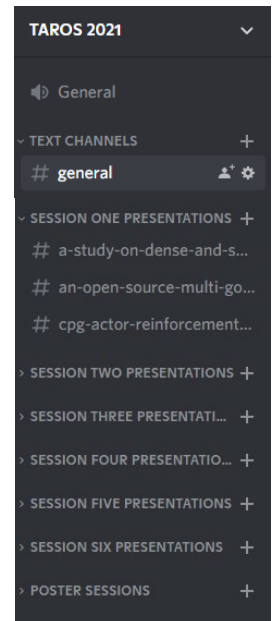 TAROS 2021
General
TEXT CHANNELS
# general
SESSION ONE PRESENTATIONS
# a-study-on-dense-and-s...
# an-open-source-multi-go...
# cpg-actor-reinforcement...
SESSION TWO PRESENTATIONS
SESSION THREE PRESENTATI...
SESSION FOUR PRESENTATIO...
SESSION FIVE PRESENTATIONS
SESSION SIX PRESENTATIONS
POSTER SESSIONS